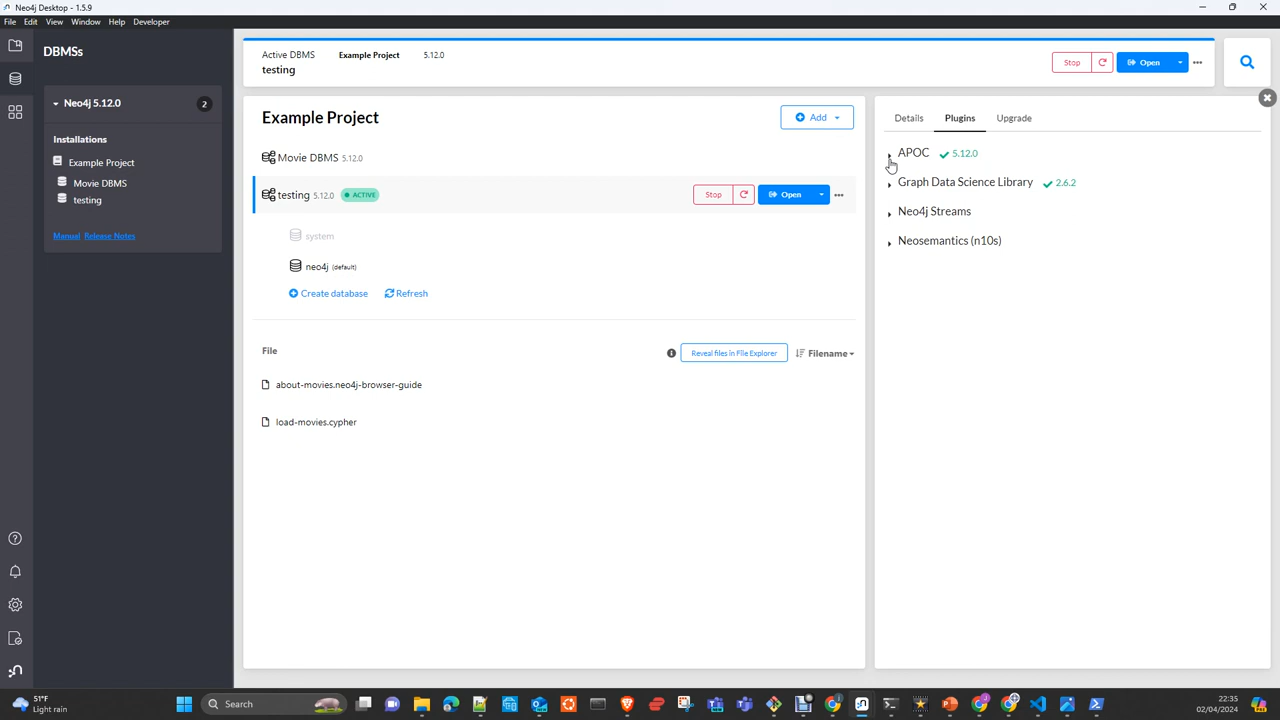 Neo4j Desktop - 1.5.9
File Edit View Window Help Developer
DBMSs
Neo4j 5.12.0 2
Installations
Example Project
Movie DBMS
testing
Manual Release Notes
Active DBMS Example Project 5.12.0
testing
Stop Open
Example Project
Add
Movie DBMS 5.12.0
testing 5.12.0 ACTIVE Stop Open
system
neo4j (default)
Create database Refresh
File Reveal files in File Explorer Filename
about-movies.neo4j-browser-guide
load-movies.cypher
Details Plugins Upgrade
APOC 5.12.0
Graph Data Science Library 2.6.2
Neo4j Streams
Neosemantics (n10s)
51°F
Light rain
Search
22:35
02/04/2024